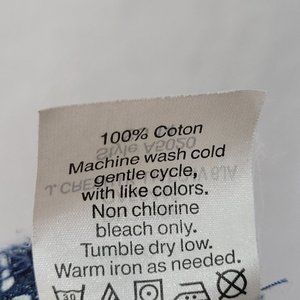 100% Coton
Machine wash cold
gentle cycle,
with like colors.
Non chlorine
bleach only.
Tumble dry low.
Warm iron as needed.
30